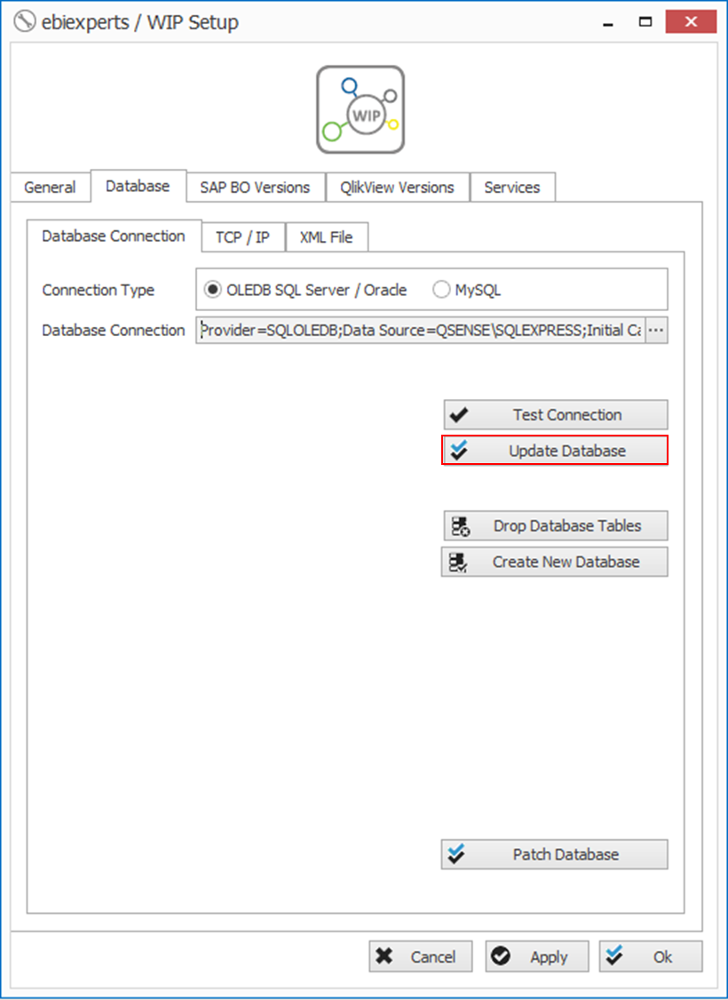 ebiexperts / WIP Setup
WIP
General Database SAP BO Versions QlikView Versions Services
Database Connection TCP / IP XML File
Connection Type OLEDB SQL Server / Oracle MySQL
Database Connection Provider=SQLOLEDB;Data Source=QSENSE\SQLEXPRESS;Initial Ca ...
Test Connection
Update Database
Drop Database Tables
Create New Database
Patch Database
Cancel Apply Ok